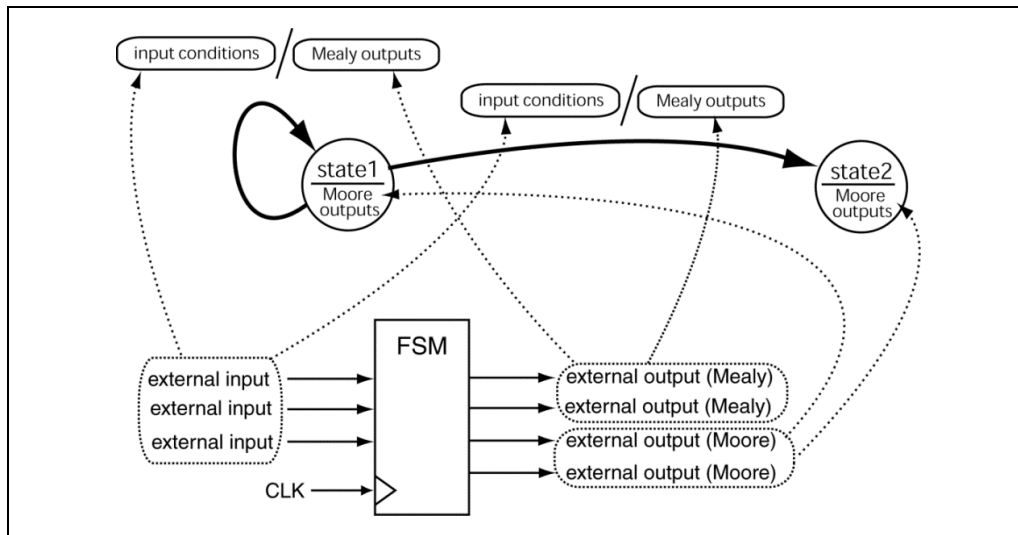 input conditions / Mealy outputs
input conditions / Mealy outputs
state1
Moore
outputs
state2
Moore
outputs
FSM
external input
external input
external input
CLK
external output (Mealy)
external output (Mealy)
external output (Moore)
external output (Moore)